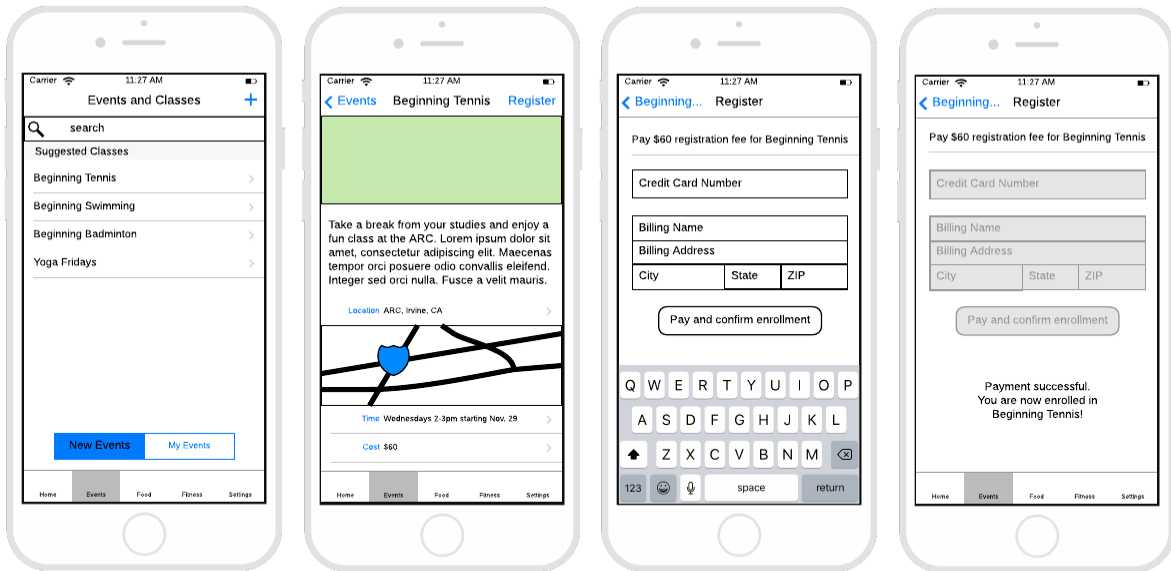 Carrier 11:27 AM
Events and Classes +
search
Suggested Classes
Beginning Tennis
Beginning Swimming
Beginning Badminton
Yoga Fridays
New Events My Events
Home Events Food Fitness Settings
Carrier 11:27 AM
Events Beginning Tennis Register
Take a break from your studies and enjoy a
fun class at the ARC. Lorem ipsum dolor sit
amet, consectetur adipiscing elit. Maecenas
tempor orci posuere odio convallis eleifend.
Integer sed orci nulla. Fusce a velit mauris.
Location ARC, Irvine, CA
Time Wednesdays 2-3pm starting Nov. 29
Cost $60
Home Events Food Fitness Settings
Carrier 11:27 AM
Beginning... Register
Pay $60 registration fee for Beginning Tennis
Credit Card Number
Billing Name
Billing Address
City State ZIP
Pay and confirm enrollment
Q W E R T Y U I O P
A S D F G H J K L
Z X C V B N M
123 space return
Carrier 11:27 AM
Beginning... Register
Pay $60 registration fee for Beginning Tennis
Credit Card Number
Billing Name
Billing Address
City State ZIP
Pay and confirm enrollment
Payment successful.
You are now enrolled in
Beginning Tennis!
Home Events Food Fitness Settings